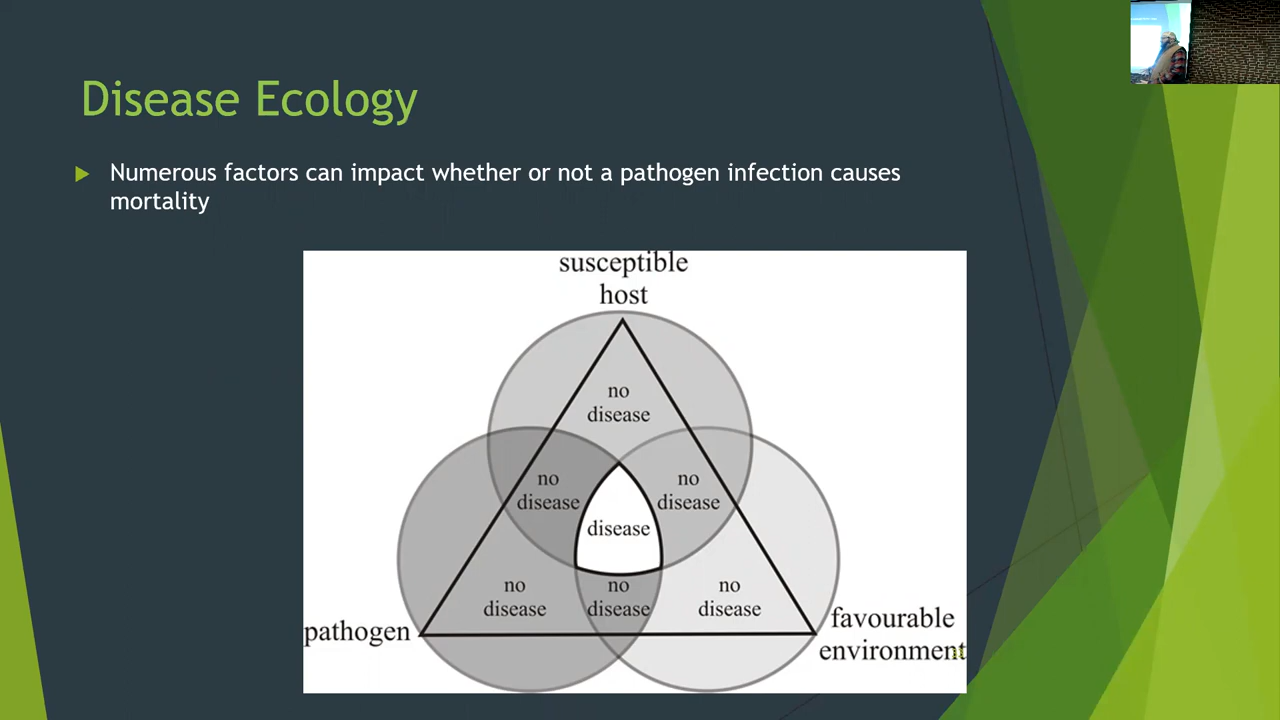 Disease Ecology
Numerous factors can impact whether or not a pathogen infection causes
mortality
susceptible
host
no
disease
no
disease
no
disease
disease
no
disease
no
disease
no
disease
pathogen
favourable
environment